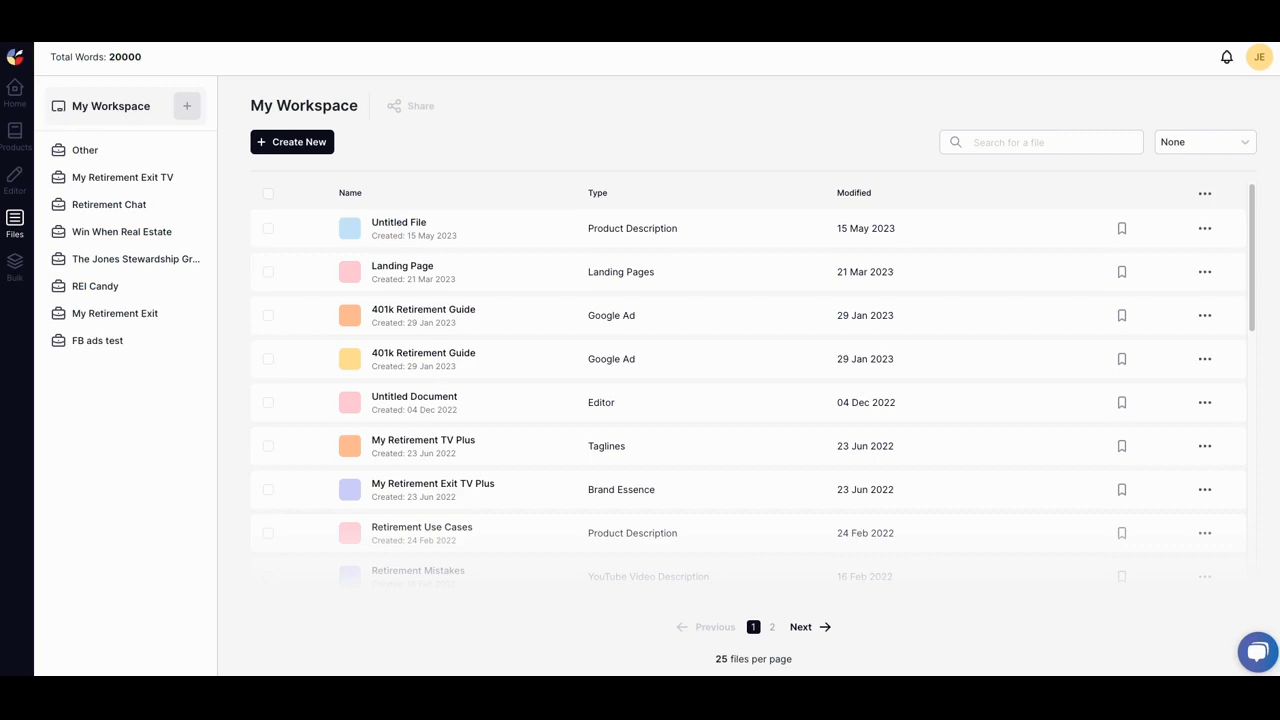 Total Words: 20000
JE
Home
Products
Editor
Files
Bulk
My Workspace
Other
My Retirement Exit TV
Retirement Chat
Win When Real Estate
The Jones Stewardship Gr...
REI Candy
My Retirement Exit
FB ads test
My Workspace
Share
+ Create New
Search for a file
None
Name Type Modified
Untitled File
Created: 15 May 2023
Product Description
15 May 2023
Landing Page
Created: 21 Mar 2023
Landing Pages
21 Mar 2023
401k Retirement Guide
Created: 29 Jan 2023
Google Ad
29 Jan 2023
401k Retirement Guide
Created: 29 Jan 2023
Google Ad
29 Jan 2023
Untitled Document
Created: 04 Dec 2022
Editor
04 Dec 2022
My Retirement TV Plus
Created: 23 Jun 2022
Taglines
23 Jun 2022
My Retirement Exit TV Plus
Created: 23 Jun 2022
Brand Essence
23 Jun 2022
Retirement Use Cases
Created: 24 Feb 2022
Product Description
24 Feb 2022
Retirement Mistakes
Created: 16 Feb 2022
YouTube Video Description
16 Feb 2022
Previous 1 2 Next
25 files per page